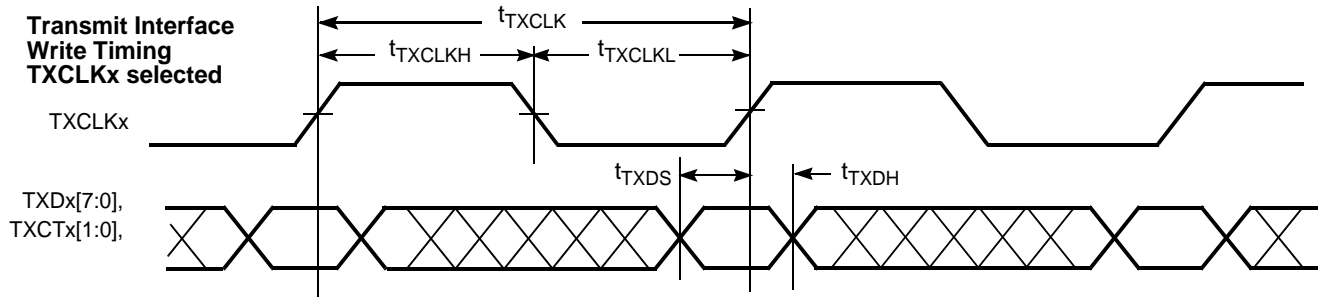 Transmit Interface
Write Timing
TXCLKx selected
tTXCLK
tTXCLKH
tTXCLKL
TXCLKx
tTXDS
tTXDH
TXDx[7:0],
TXCTx[1:0],